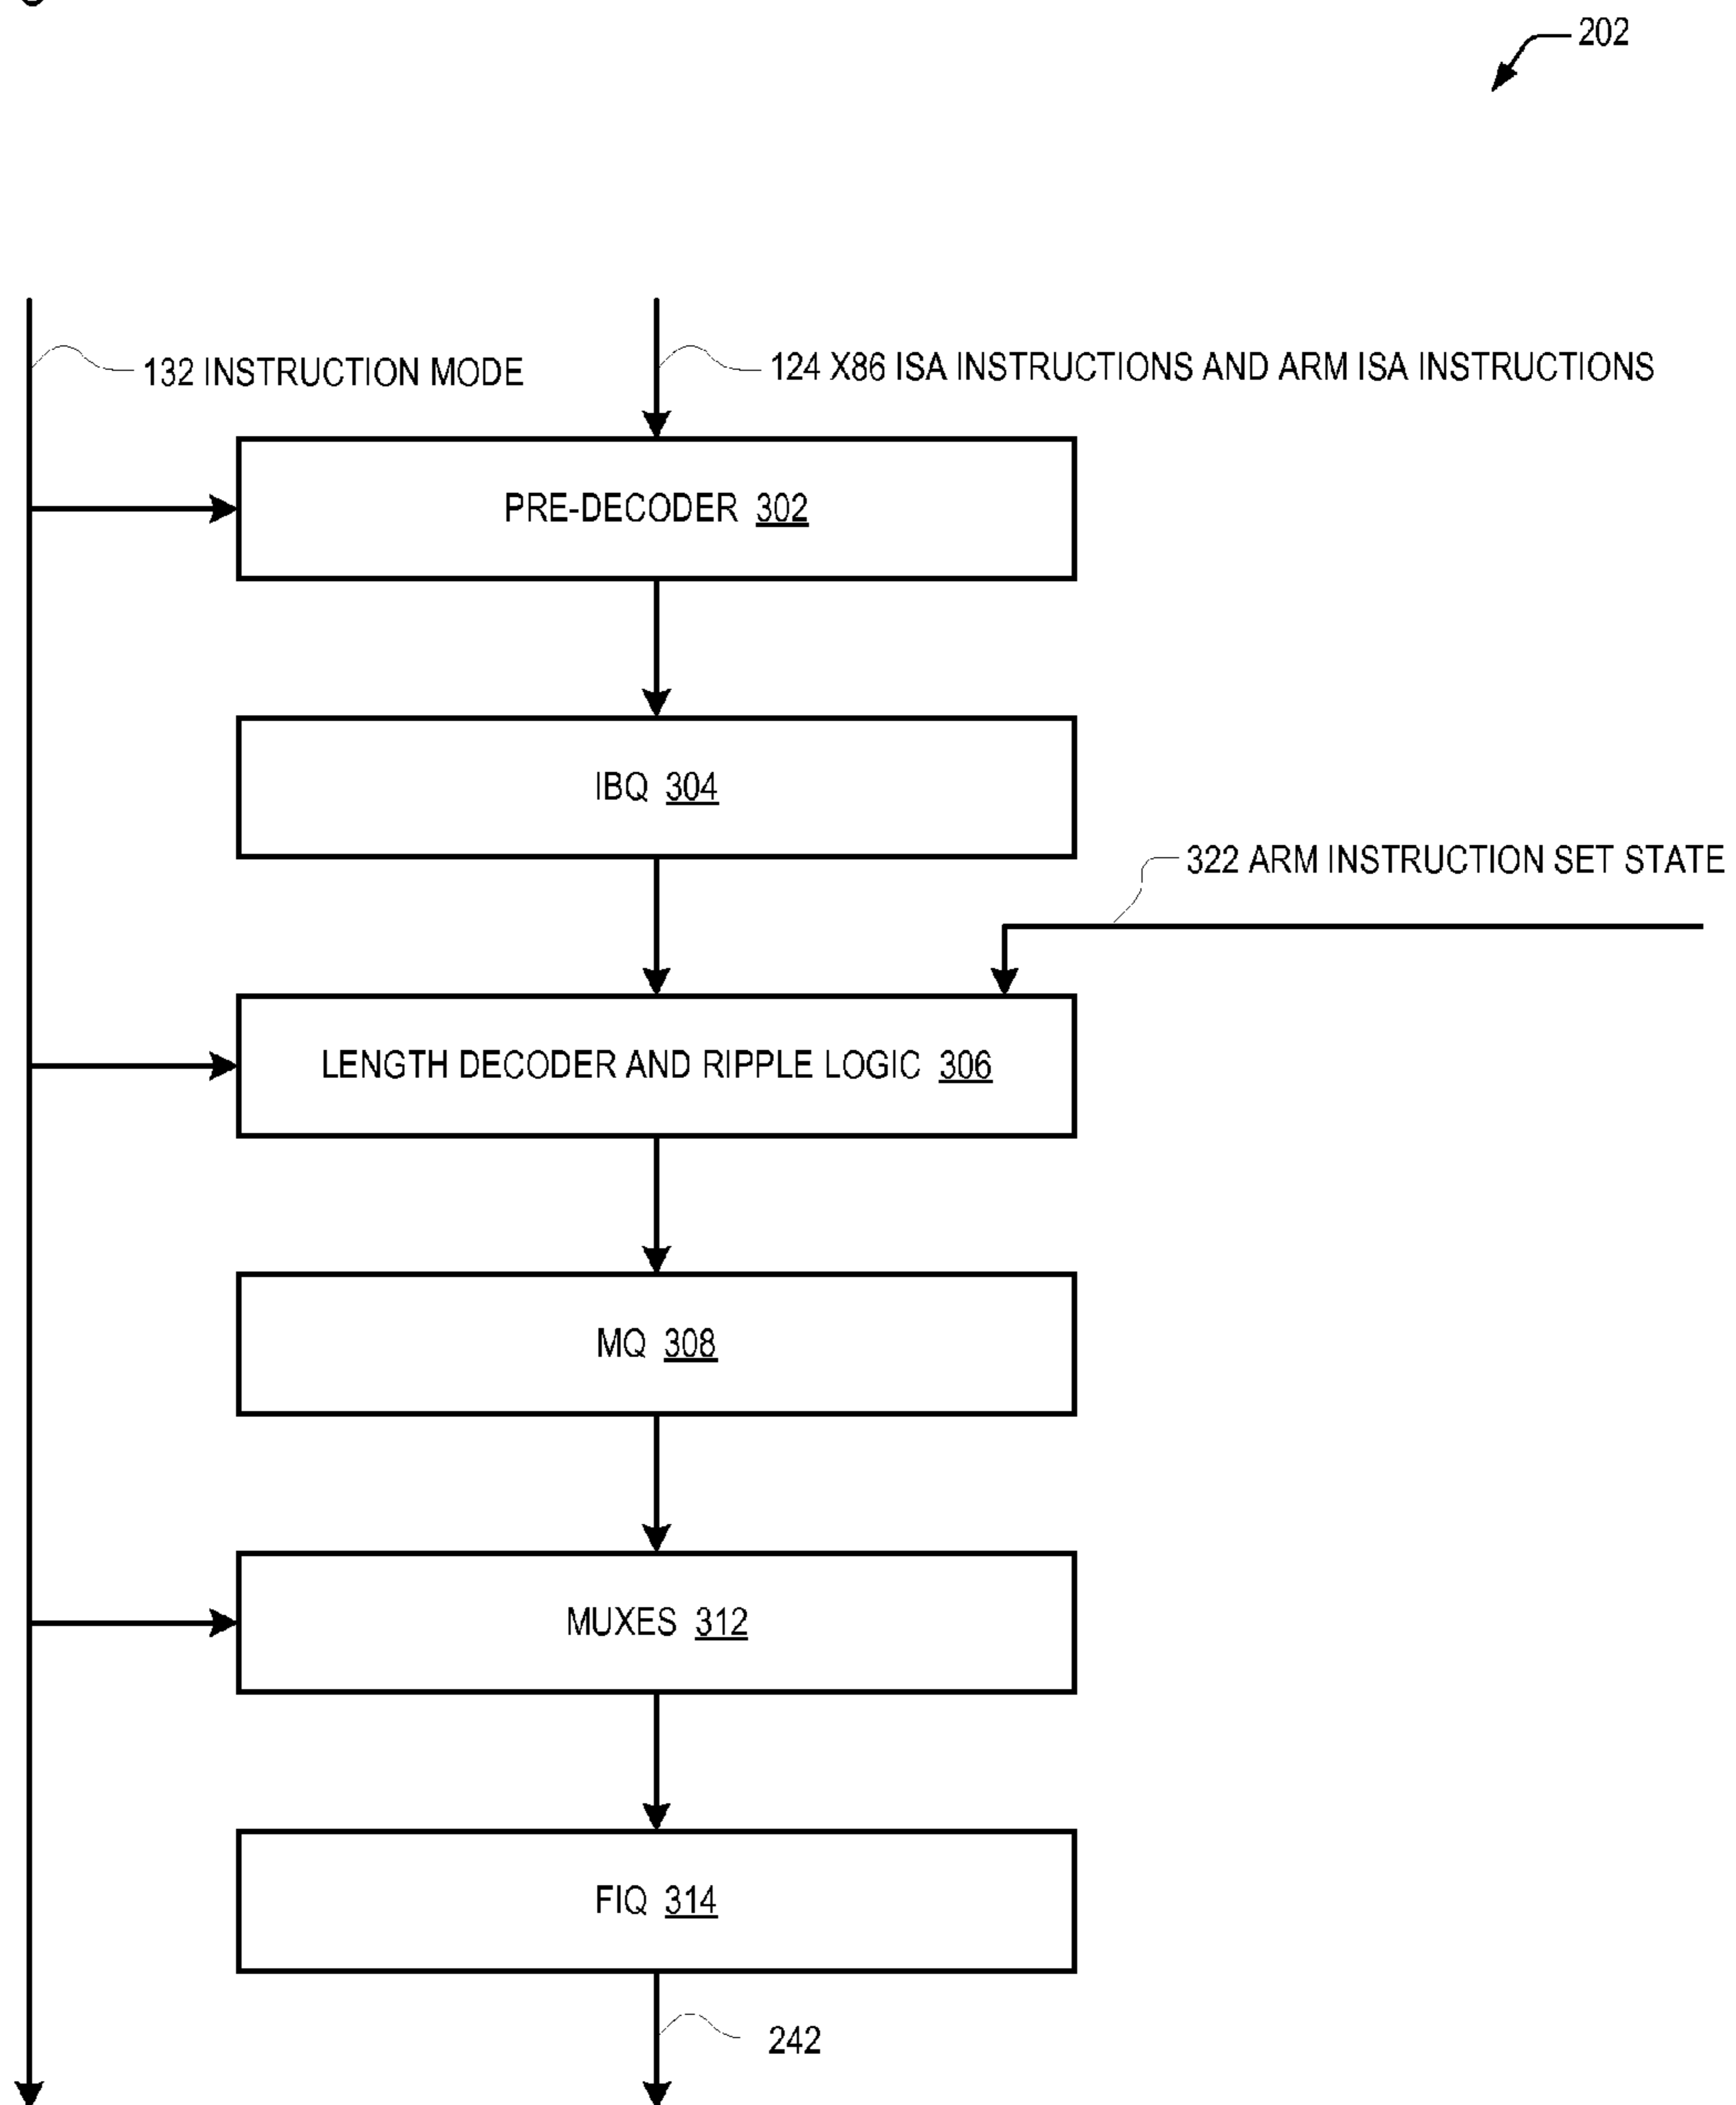 202
132 INSTRUCTION MODE
124 X86 ISA INSTRUCTIONS AND ARM ISA INSTRUCTIONS
PRE-DECODER 302
IBQ 304
322 ARM INSTRUCTION SET STATE
LENGTH DECODER AND RIPPLE LOGIC 306
MQ 308
MUXES 312
FIQ 314
242